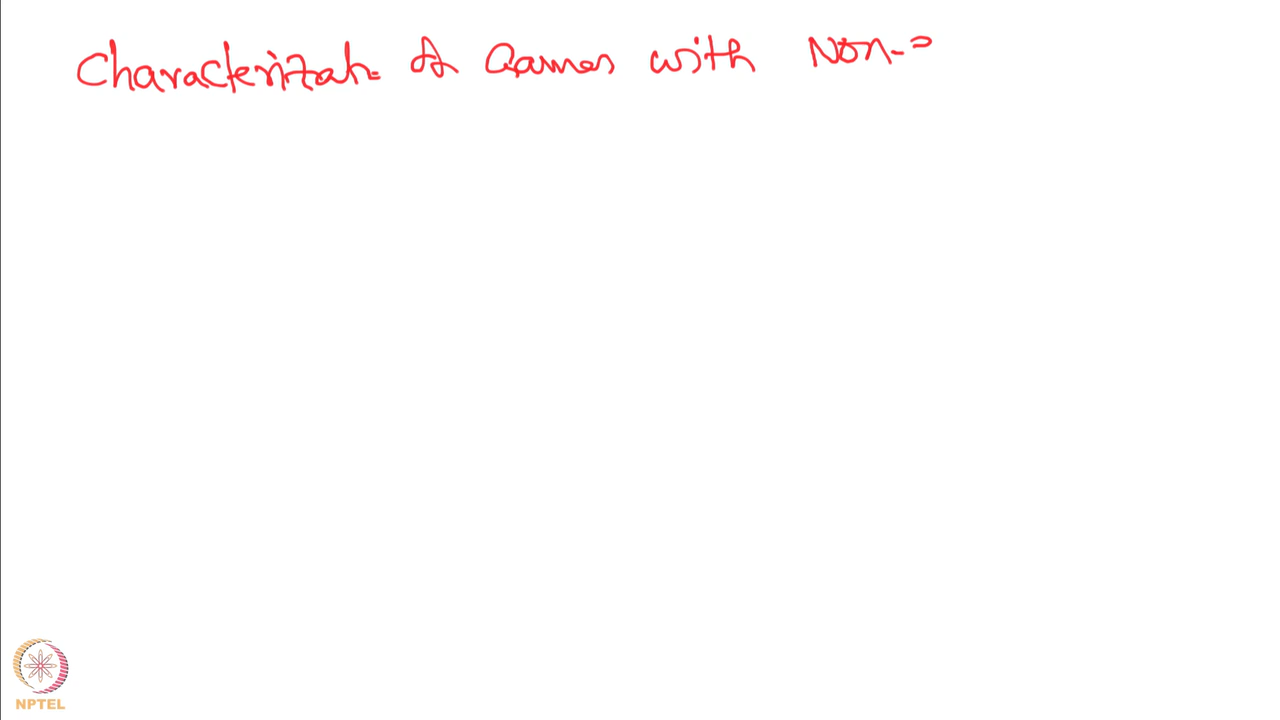 Characterizatn of Games with Non-
NPTEL